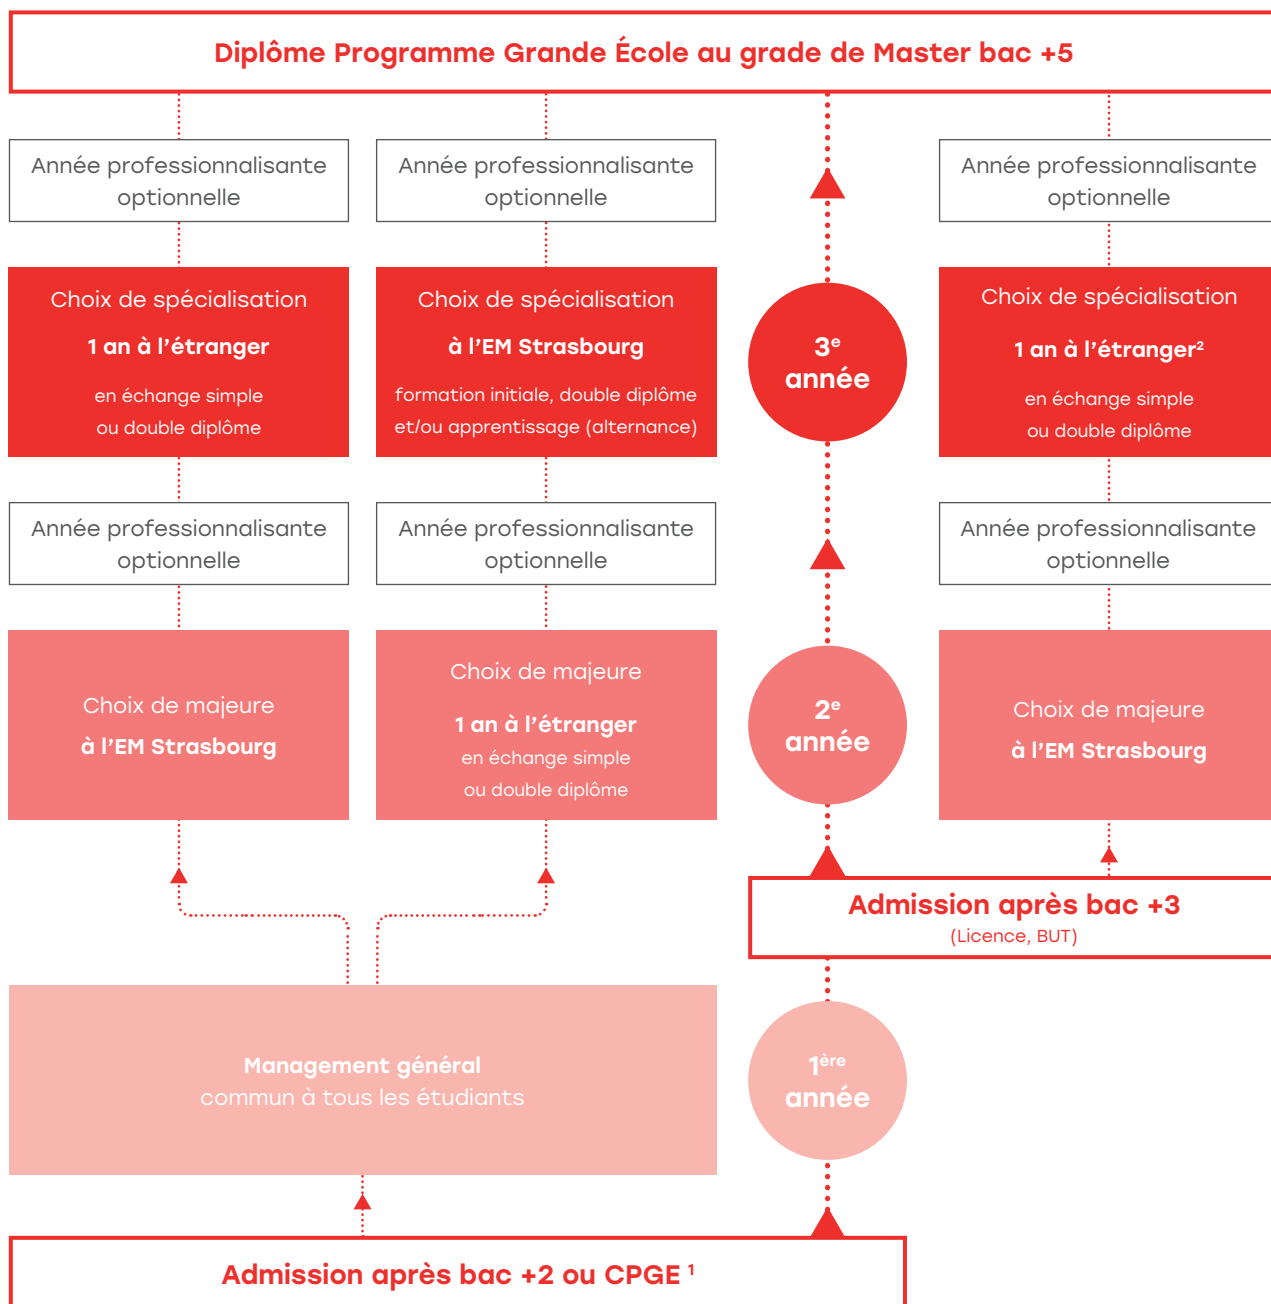 Diplôme Programme Grande École au grade de Master bac +5
Année professionnalisante
optionnelle
Année professionnalisante
optionnelle
Année professionnalisante
optionnelle
Choix de spécialisation
1 an à l'étranger
en échange simple
ou double diplôme
Choix de spécialisation
à l'EM Strasbourg
formation initiale, double diplôme
et/ou apprentissage (alternance)
3e
année
Choix de spécialisation
1 an à l'étranger²
en échange simple
ou double diplôme
Année professionnalisante
optionnelle
Année professionnalisante
optionnelle
Année professionnalisante
optionnelle
Choix de majeure
à l'EM Strasbourg
Choix de majeure
1 an à l'étranger
en échange simple
ou double diplôme
2e
année
Choix de majeure
à l'EM Strasbourg
Admission après bac +3
(Licence, BUT)
Management général
commun à tous les étudiants
1ère
année
Admission après bac +2 ou CPGE ¹